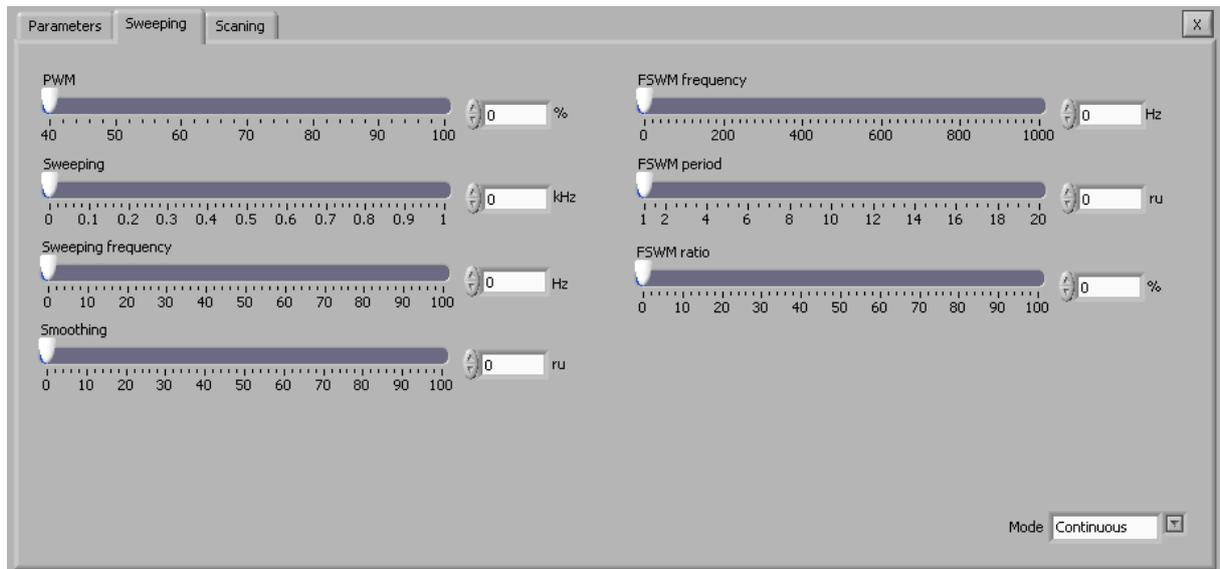 Parameters Sweeping Scaning X
PWM
0 %
40 50 60 70 80 90 100
Sweeping
0 kHz
0 0.1 0.2 0.3 0.4 0.5 0.6 0.7 0.8 0.9 1
Sweeping frequency
0 Hz
0 10 20 30 40 50 60 70 80 90 100
Smoothing
0 ru
0 10 20 30 40 50 60 70 80 90 100
FSWM frequency
0 Hz
0 200 400 600 800 1000
FSWM period
0 ru
1 2 4 6 8 10 12 14 16 18 20
FSWM ratio
0 %
0 10 20 30 40 50 60 70 80 90 100
Mode Continuous